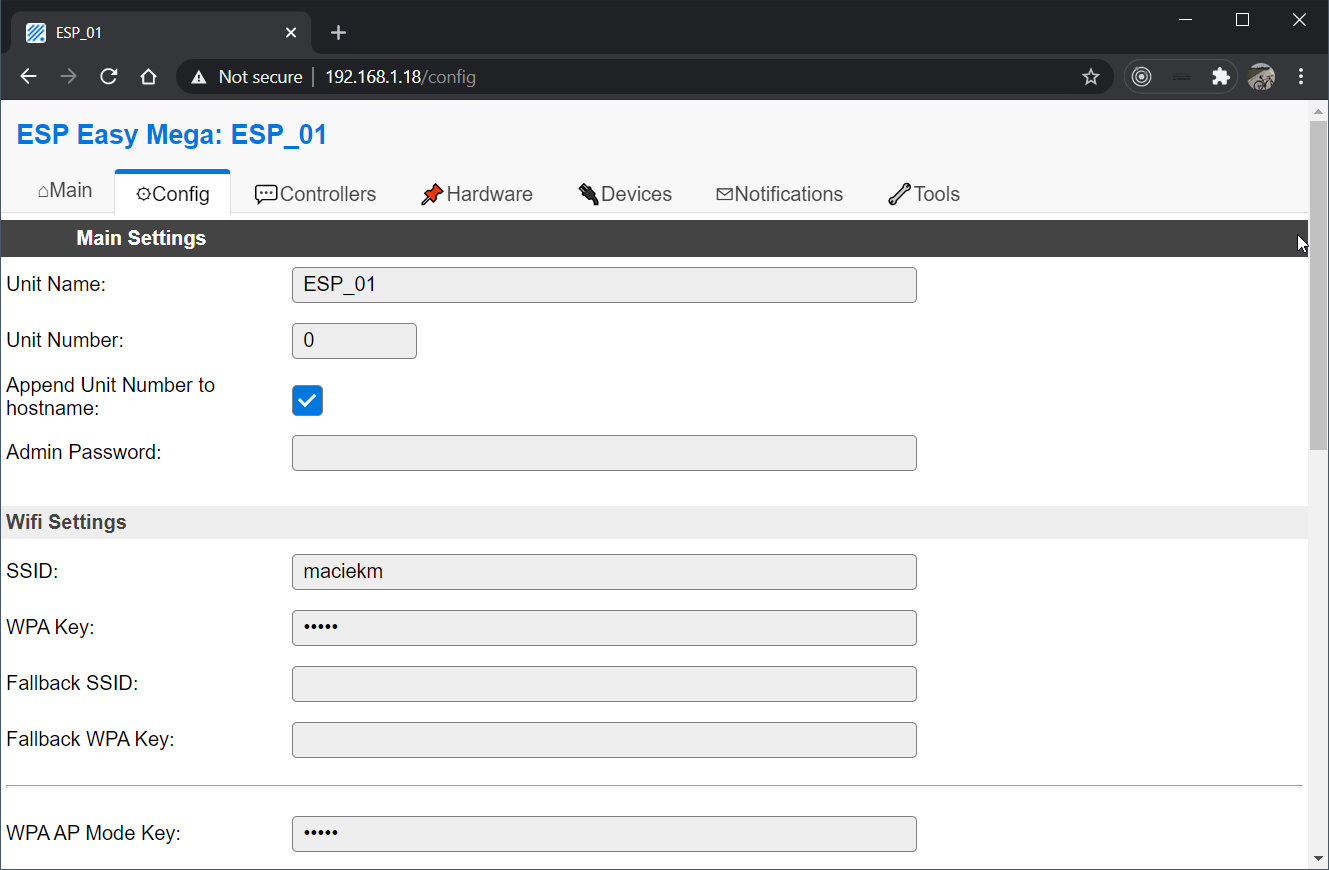 ESP_01
Not secure | 192.168.1.18/config
ESP Easy Mega: ESP_01
Main Config Controllers Hardware Devices Notifications Tools
Main Settings
Unit Name: ESP_01
Unit Number: 0
Append Unit Number to
hostname:
Admin Password:
Wifi Settings
SSID: maciekm
WPA Key: •••••
Fallback SSID:
Fallback WPA Key:
WPA AP Mode Key: •••••